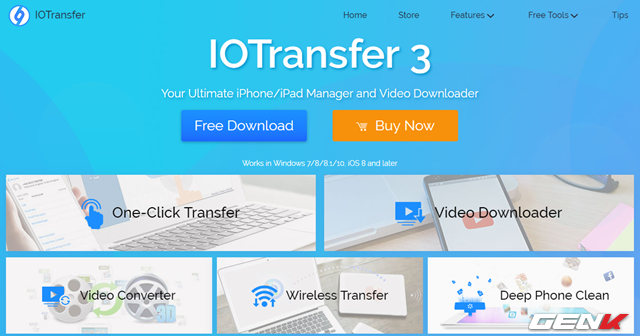 IOTransfer
Home Store Features Free Tools Tips
IOTransfer 3
Your Ultimate iPhone/iPad Manager and Video Downloader
Free Download Buy Now
Works in Windows 7/8/8.1/10, iOS 8 and later
One-Click Transfer Video Downloader
Video Converter Wireless Transfer Deep Phone Clean
3D
GENK